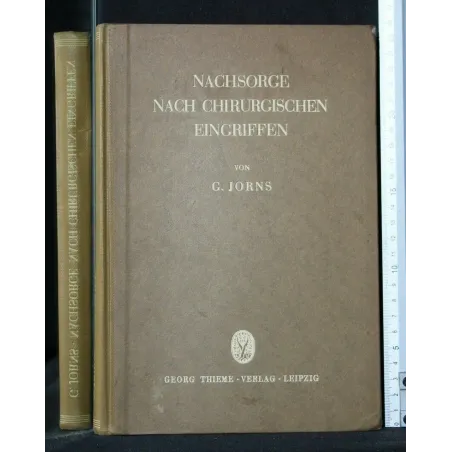 NACHSORGE
NACH CHIRURGISCHEN
EINGRIFFEN
VON
G. JORNS
GEORG THIEME · VERLAG · LEIPZIG
G. JORNS · NACHSORGE NACH CHIRURGISCHEN EINGRIFFEN